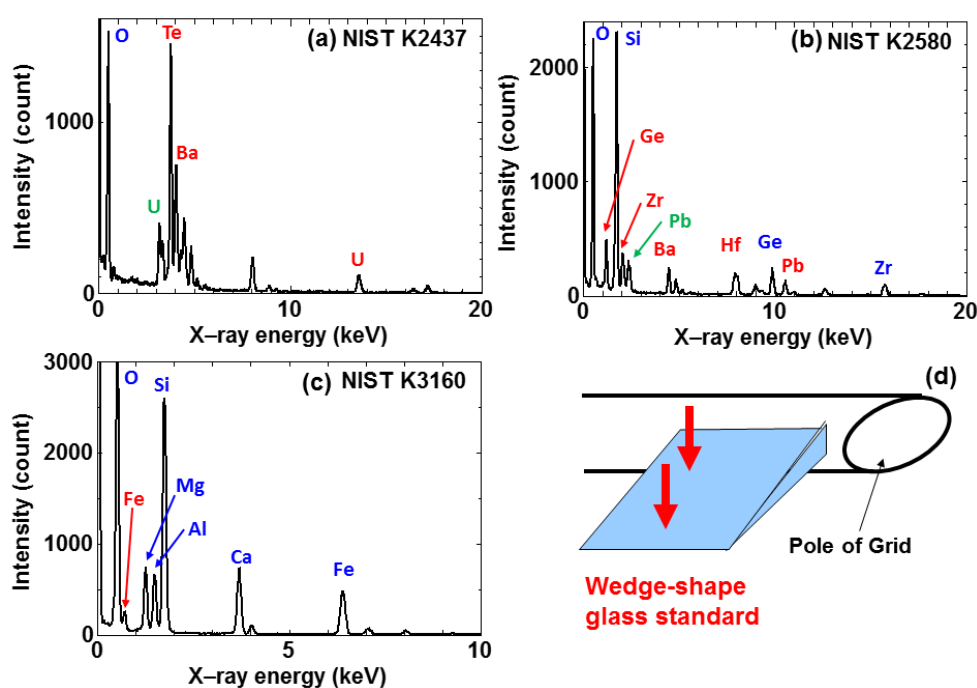 (a) NIST K2437
Intensity (count)
1000
0
O
Te
Ba
U
U
0
10
20
X–ray energy (keV)
(b) NIST K2580
Intensity (count)
2000
1000
0
O
Si
Ge
Zr
Pb
Ba
Hf
Ge
Pb
Zr
0
10
20
X–ray energy (keV)
(c) NIST K3160
Intensity (count)
3000
2000
1000
0
O
Si
Fe
Mg
Al
Ca
Fe
0
5
10
X–ray energy (keV)
(d)
Pole of Grid
Wedge-shape
glass standard